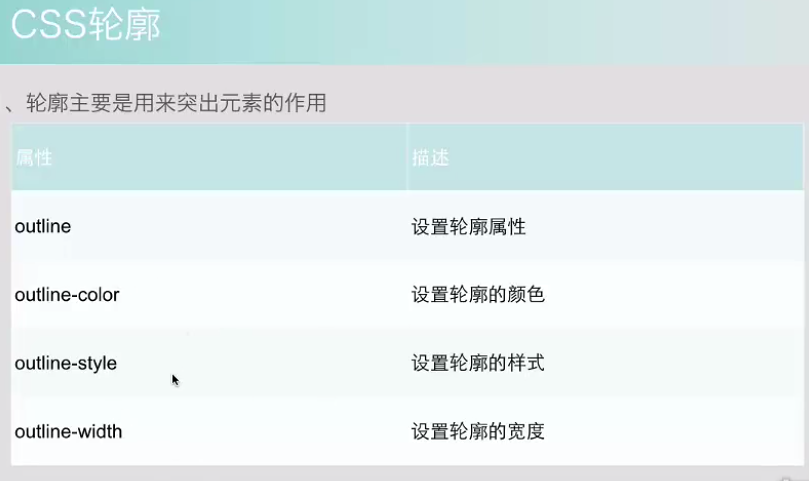 CSS轮廓
、轮廓主要是用来突出元素的作用
属性 描述
outline 设置轮廓属性
outline-color 设置轮廓的颜色
outline-style 设置轮廓的样式
outline-width 设置轮廓的宽度